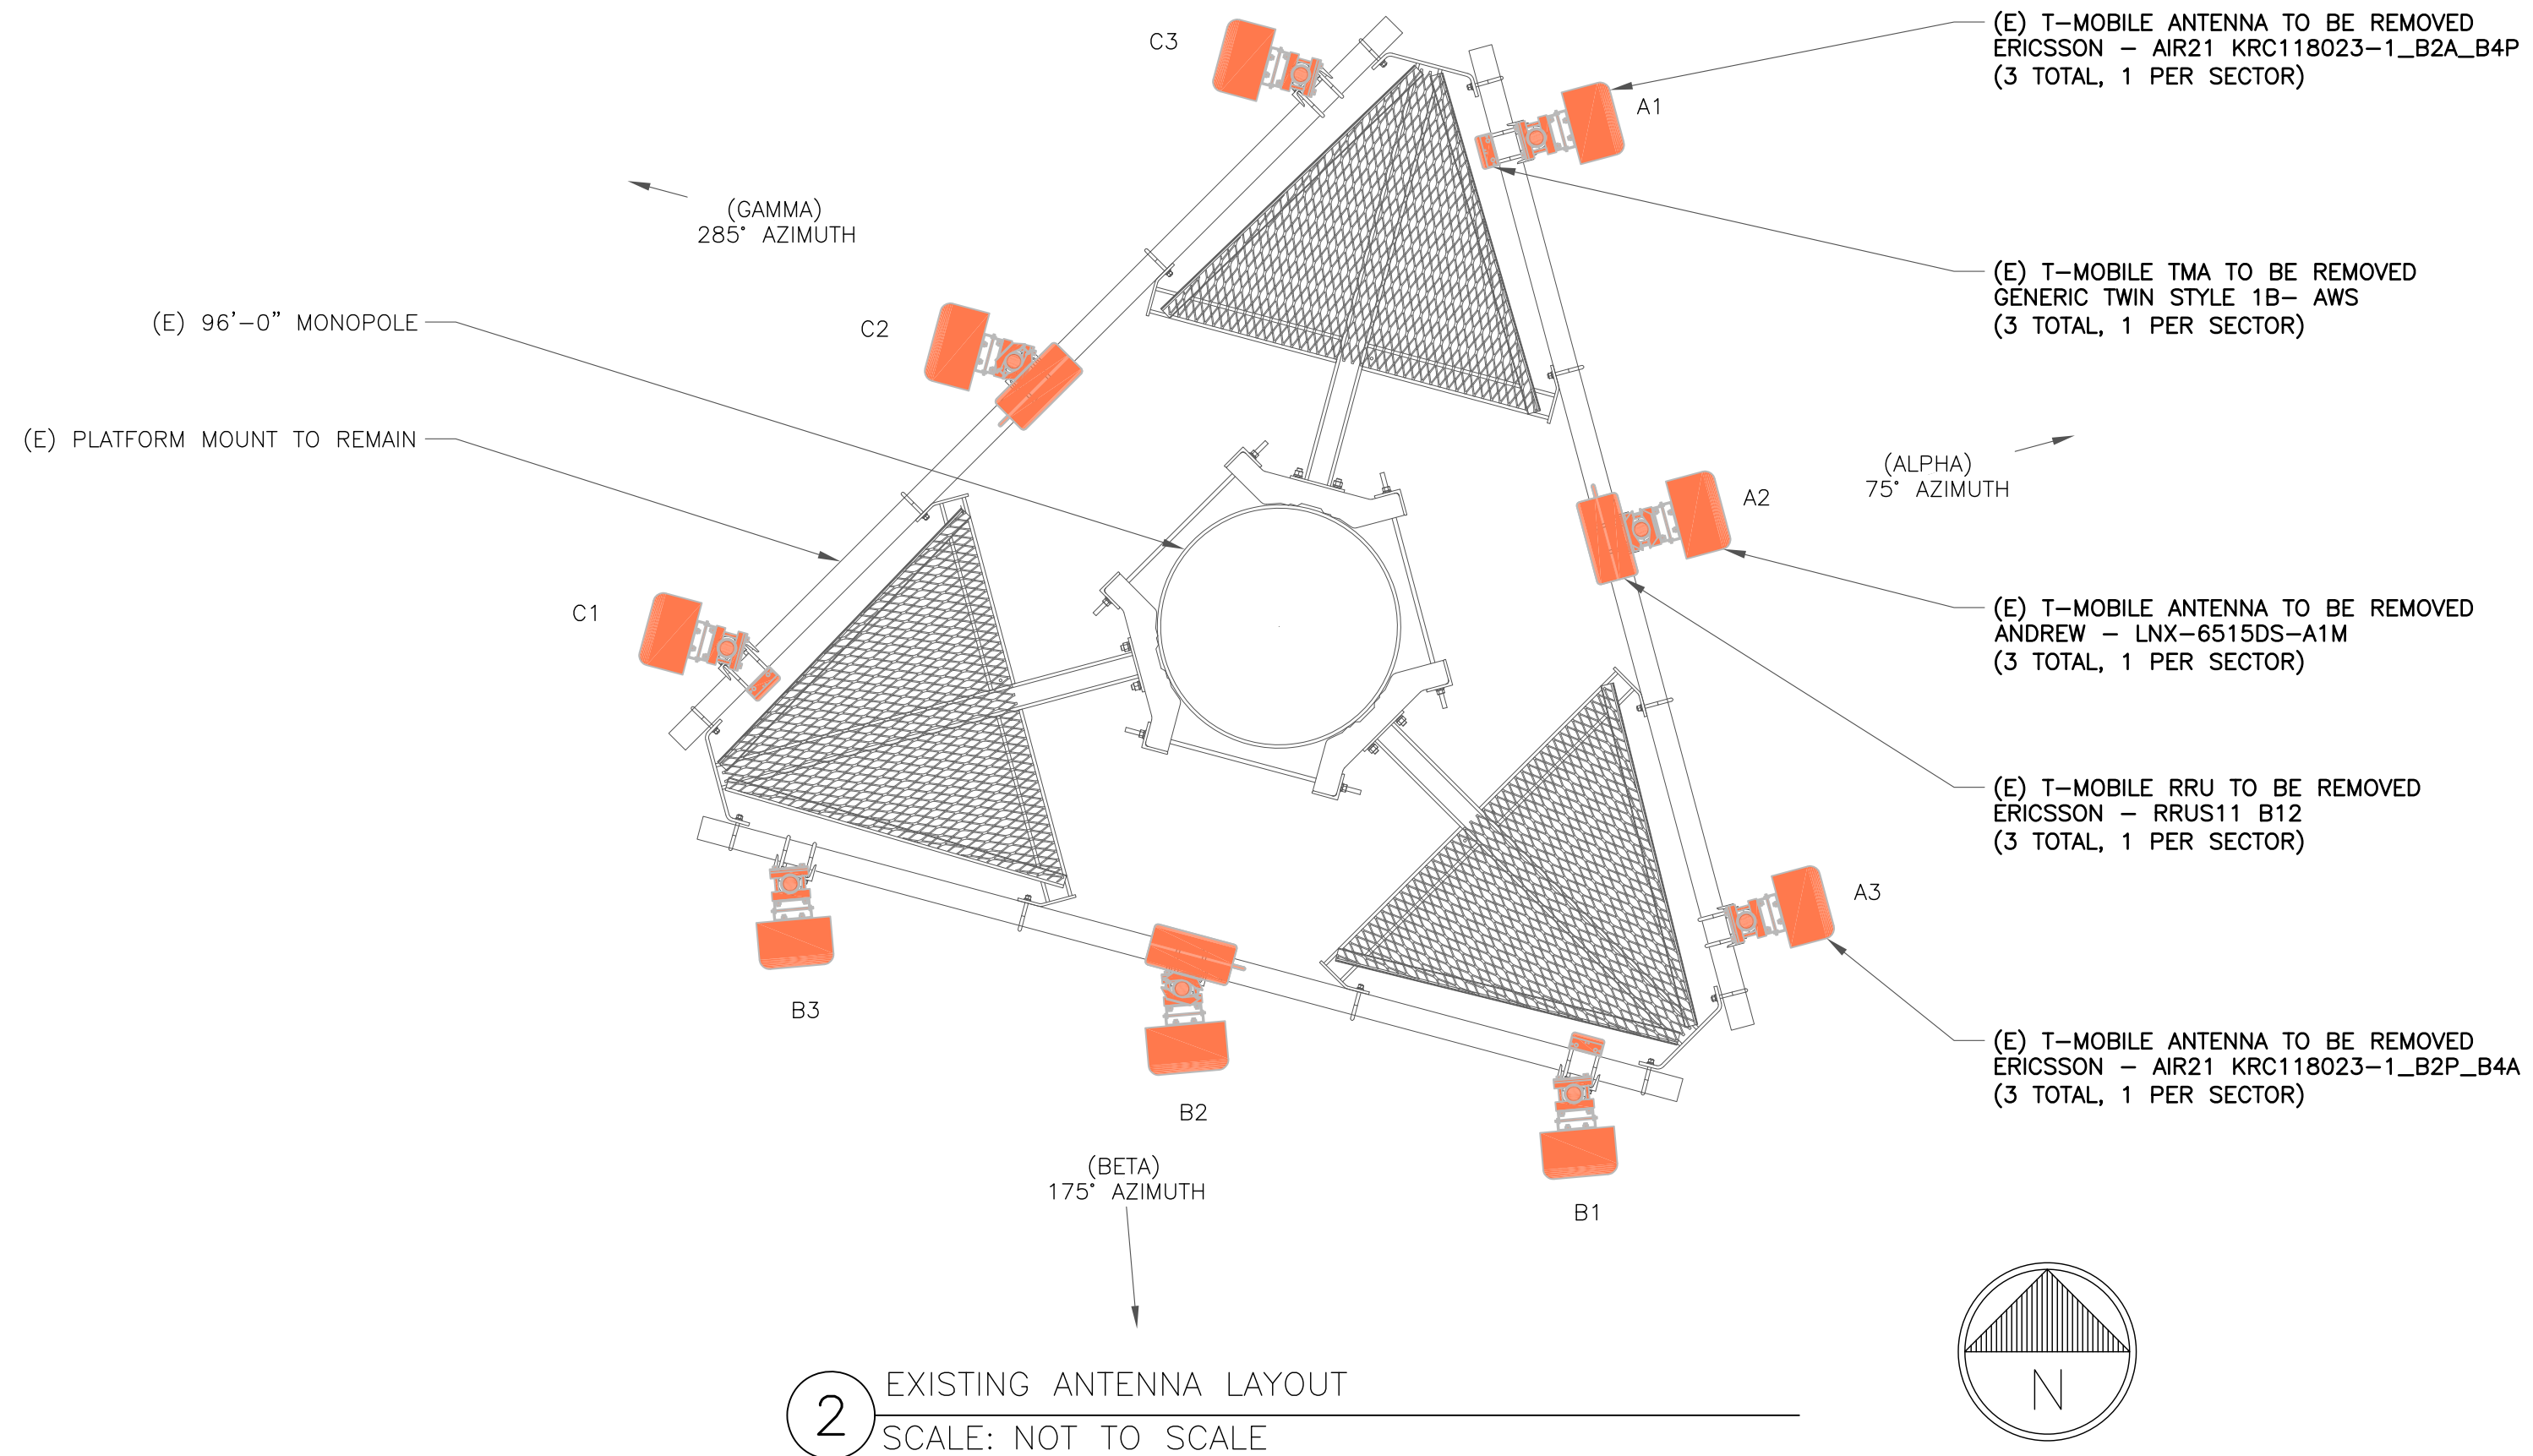 C3
(E) T-MOBILE ANTENNA TO BE REMOVED
ERICSSON - AIR21 KRC118023-1_B2A_B4P
(3 TOTAL, 1 PER SECTOR)
A1
(GAMMA)
285° AZIMUTH
(E) T-MOBILE TMA TO BE REMOVED
GENERIC TWIN STYLE 1B- AWS
(3 TOTAL, 1 PER SECTOR)
(E) 96'-0" MONOPOLE
C2
(E) PLATFORM MOUNT TO REMAIN
(ALPHA)
75° AZIMUTH
A2
C1
(E) T-MOBILE ANTENNA TO BE REMOVED
ANDREW - LNX-6515DS-A1M
(3 TOTAL, 1 PER SECTOR)
(E) T-MOBILE RRU TO BE REMOVED
ERICSSON - RRUS11 B12
(3 TOTAL, 1 PER SECTOR)
A3
B3
(E) T-MOBILE ANTENNA TO BE REMOVED
ERICSSON - AIR21 KRC118023-1_B2P_B4A
(3 TOTAL, 1 PER SECTOR)
B2
(BETA)
175° AZIMUTH
B1
N
2
EXISTING ANTENNA LAYOUT
SCALE: NOT TO SCALE